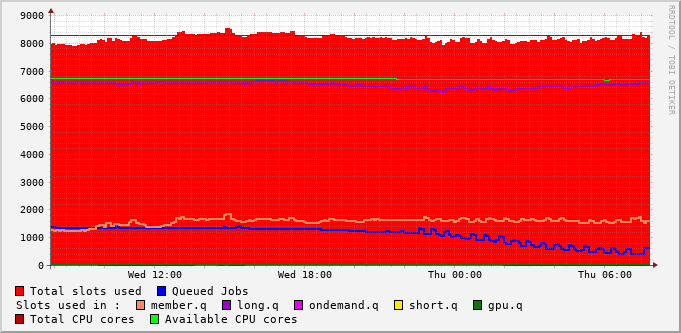 9000
8000
7000
6000
5000
4000
3000
2000
1000
0
Wed 12:00 Wed 18:00 Thu 00:00 Thu 06:00
Total slots used Queued Jobs
Slots used in : member.q long.q ondemand.q short.q gpu.q
Total CPU cores Available CPU cores
RRDTOOL / TOBI OETIKER